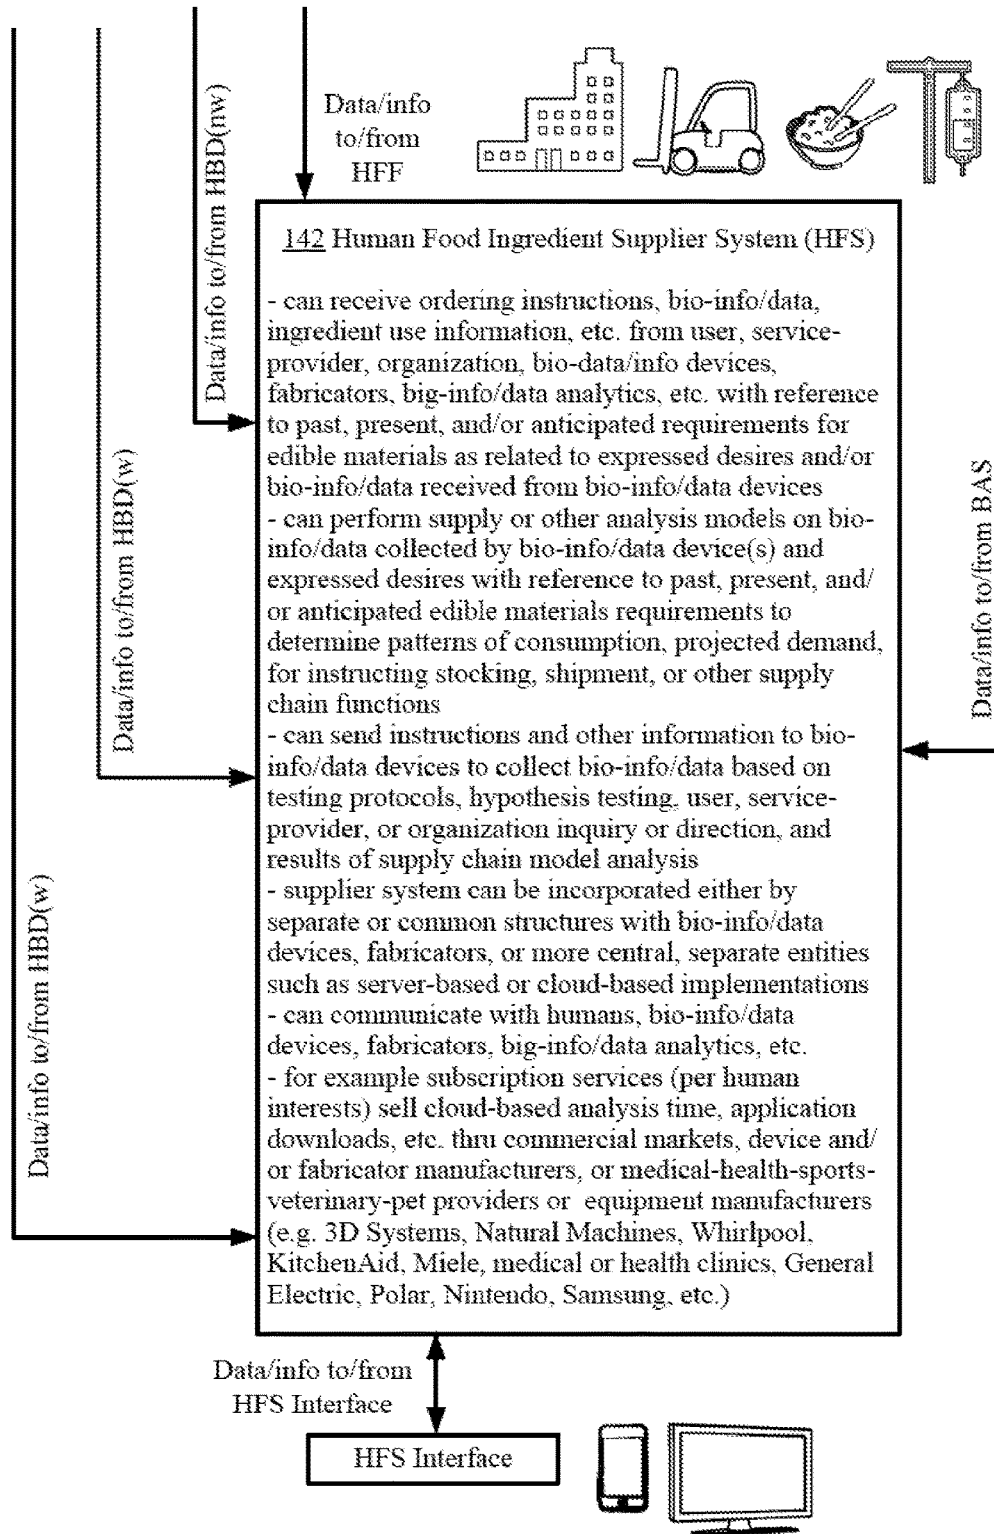 Data/info
to/from
HFF
Data/info to/from HBD(nw)
Data/info to/from HBD(w)
Data/info to/from HBD(w)
Data/info to/from BAS
142 Human Food Ingredient Supplier System (HFS)
- can receive ordering instructions, bio-info/data,
ingredient use information, etc. from user, service-
provider, organization, bio-data/info devices,
fabricators, big-info/data analytics, etc. with reference
to past, present, and/or anticipated requirements for
edible materials as related to expressed desires and/or
bio-info/data received from bio-info/data devices
- can perform supply or other analysis models on bio-
info/data collected by bio-info/data device(s) and
expressed desires with reference to past, present, and/
or anticipated edible materials requirements to
determine patterns of consumption, projected demand,
for instructing stocking, shipment, or other supply
chain functions
- can send instructions and other information to bio-
info/data devices to collect bio-info/data based on
testing protocols, hypothesis testing, user, service-
provider, or organization inquiry or direction, and
results of supply chain model analysis
- supplier system can be incorporated either by
separate or common structures with bio-info/data
devices, fabricators, or more central, separate entities
such as server-based or cloud-based implementations
- can communicate with humans, bio-info/data
devices, fabricators, big-info/data analytics, etc.
- for example subscription services (per human
interests) sell cloud-based analysis time, application
downloads, etc. thru commercial markets, device and/
or fabricator manufacturers, or medical-health-sports-
veterinary-pet providers or equipment manufacturers
(e.g. 3D Systems, Natural Machines, Whirlpool,
KitchenAid, Miele, medical or health clinics, General
Electric, Polar, Nintendo, Samsung, etc.)
Data/info to/from
HFS Interface
HFS Interface